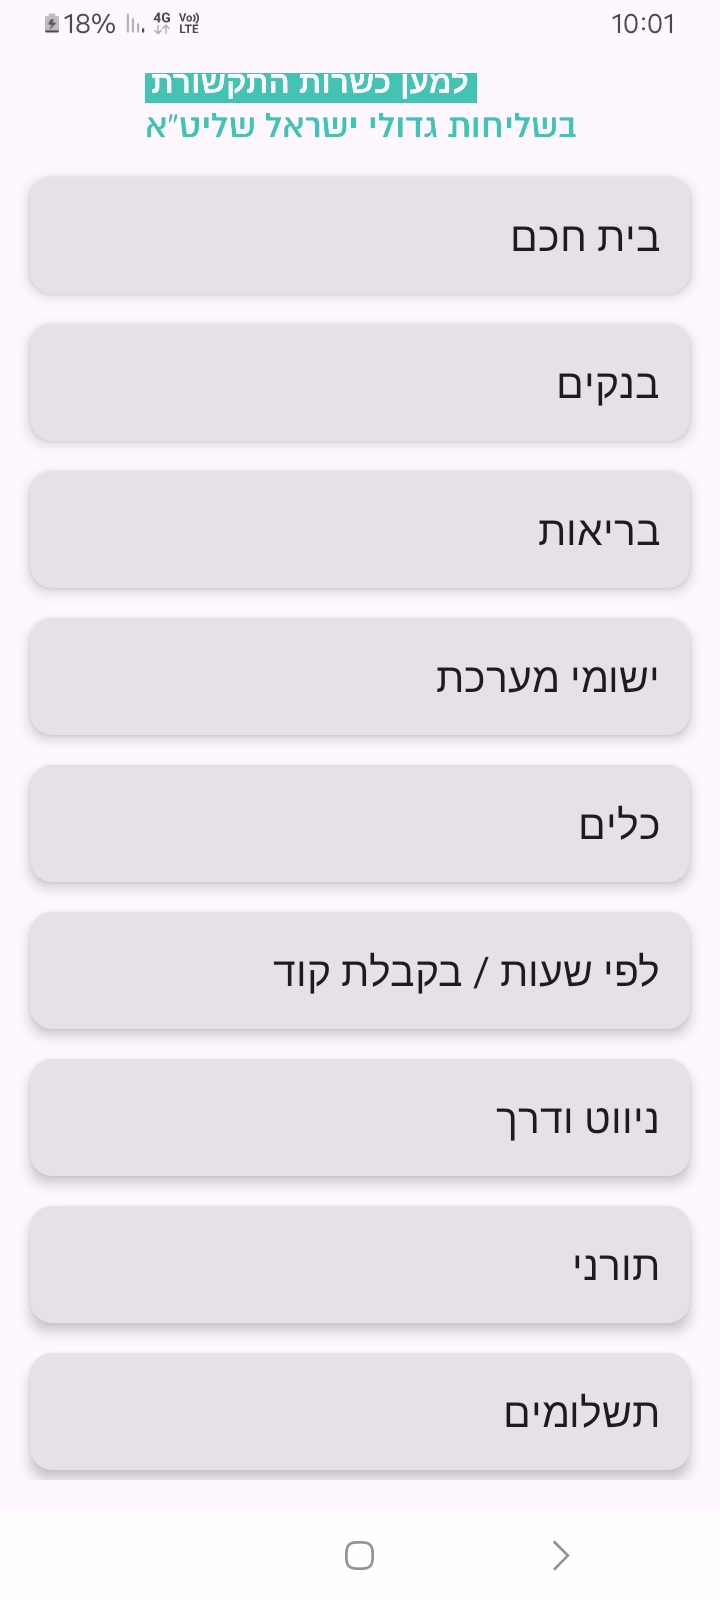 18% 4G Vo)) LTE 10:01
למען כשרות התקשורת
בשליחות גדולי ישראל שליט"א
בית חכם
בנקים
בריאות
ישומי מערכת
כלים
לפי שעות / בקבלת קוד
ניווט ודרך
תורני
תשלומים